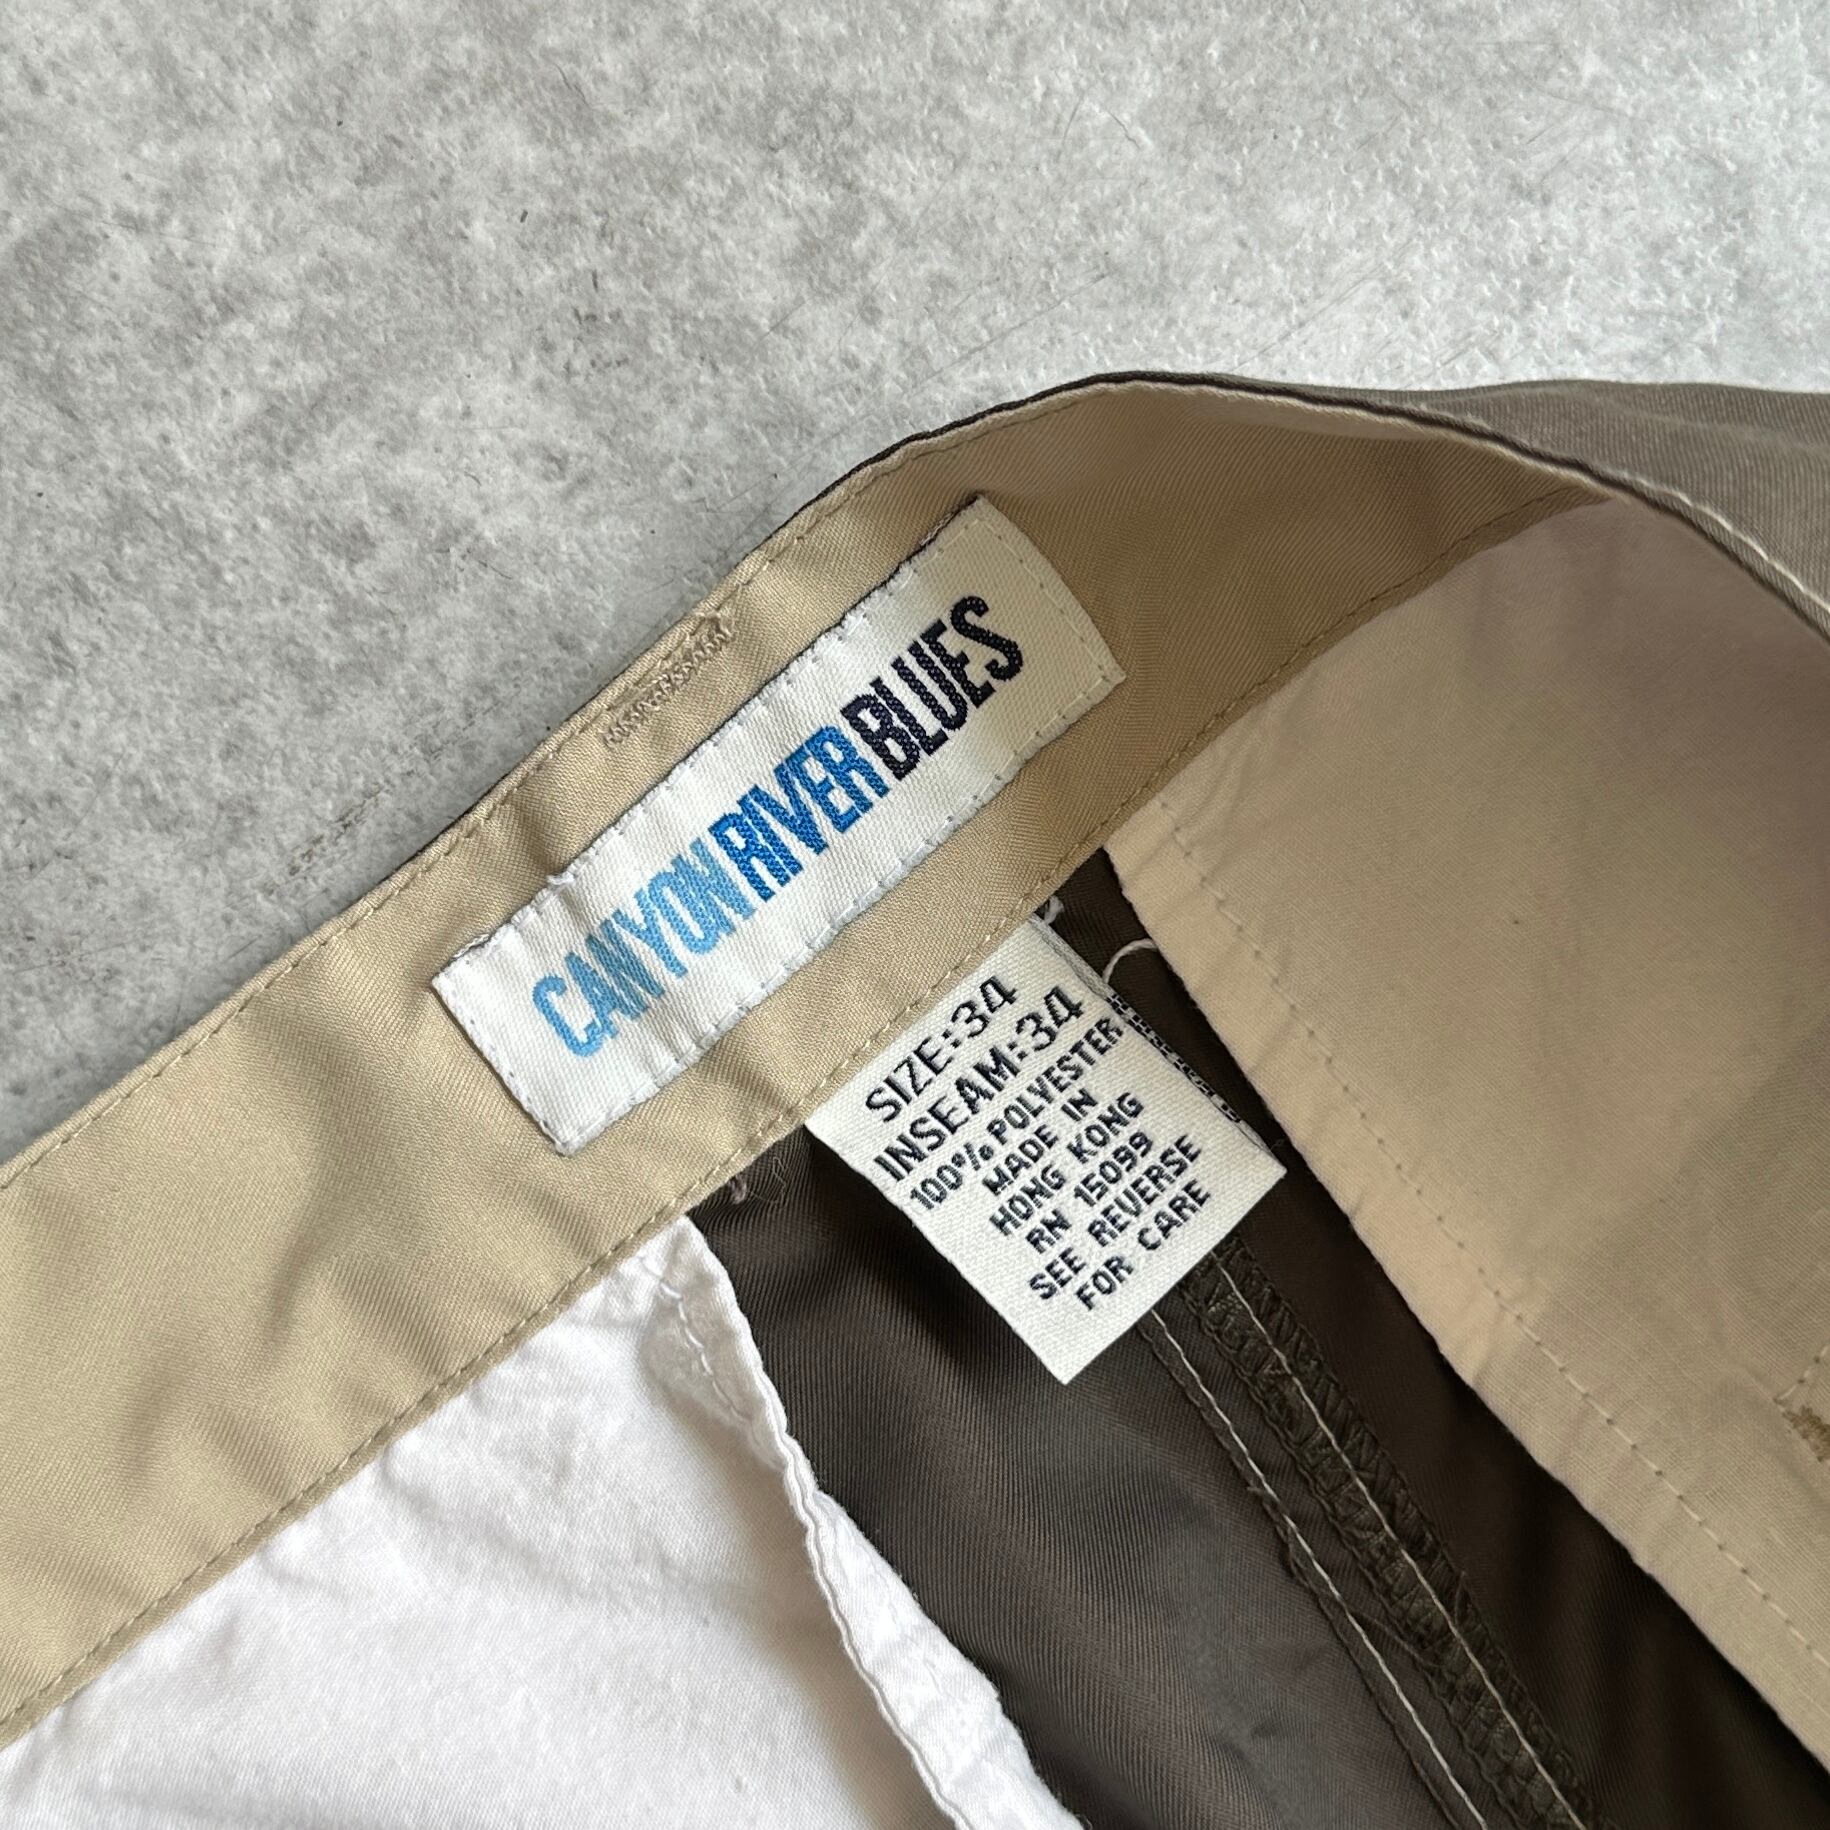 CANYONRIVERBLUES
SIZE:34
INSEAM:34
100% POLYESTER
MADE IN
HONG KONG
RN 15099
SEE REVERSE
FOR CARE